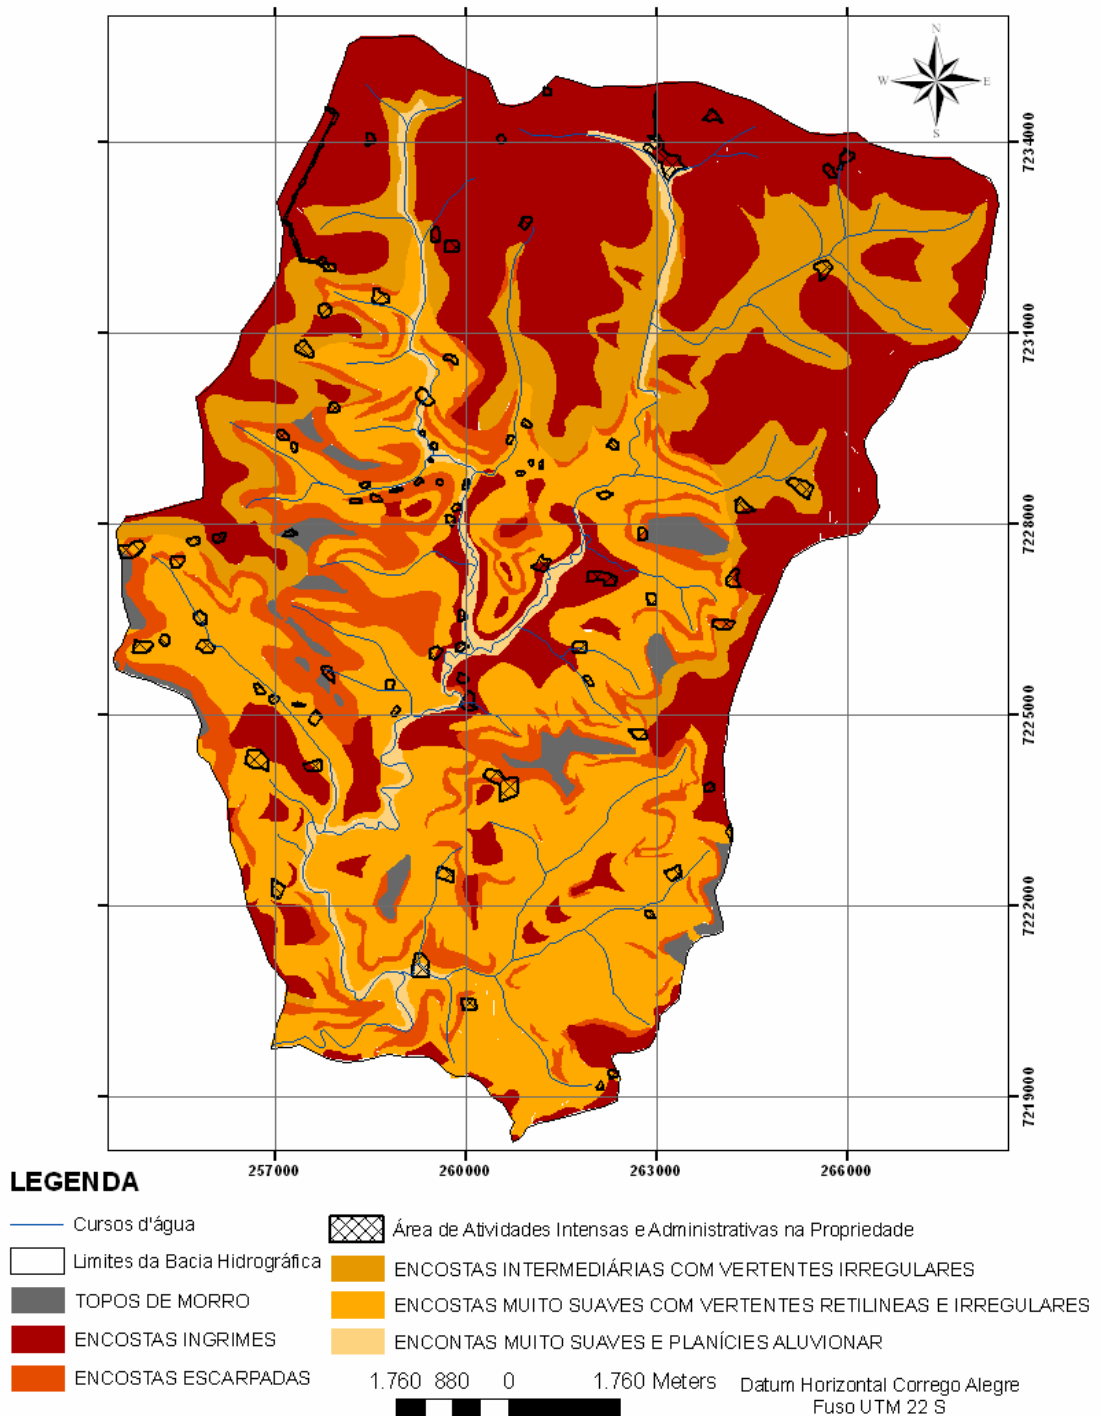 N
W E
S
7234000
7231000
7228000
7225000
7222000
7219000
257000 260000 263000 266000
LEGENDA
Cursos d'água
Limites da Bacia Hidrográfica
TOPOS DE MORRO
ENCOSTAS INGRIMES
ENCOSTAS ESCARPADAS
Área de Atividades Intensas e Administrativas na Propriedade
ENCOSTAS INTERMEDIÁRIAS COM VERTENTES IRREGULARES
ENCOSTAS MUITO SUAVES COM VERTENTES RETILINEAS E IRREGULARES
ENCONTAS MUITO SUAVES E PLANÍCIES ALUVIONAR
1.760 880 0 1.760 Meters
Datum Horizontal Corrego Alegre
Fuso UTM 22 S